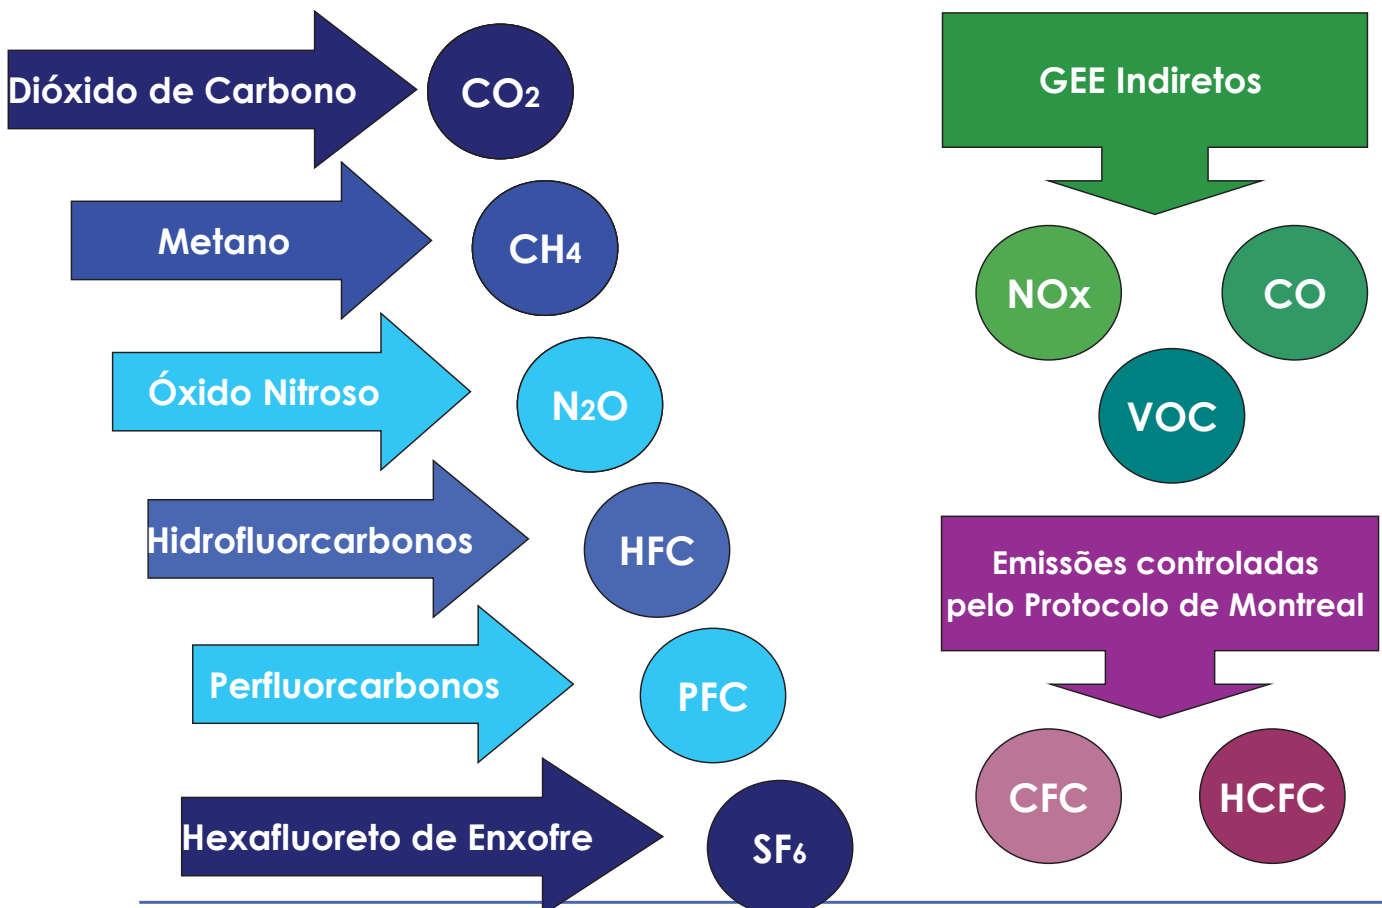 Dióxido de Carbono
CO2
Metano
CH4
Óxido Nitroso
N2O
Hidrofluorcarbonos
HFC
Perfluorcarbonos
PFC
Hexafluoreto de Enxofre
SF6
GEE Indiretos
NOx
CO
VOC
Emissões controladas
pelo Protocolo de Montreal
CFC
HCFC